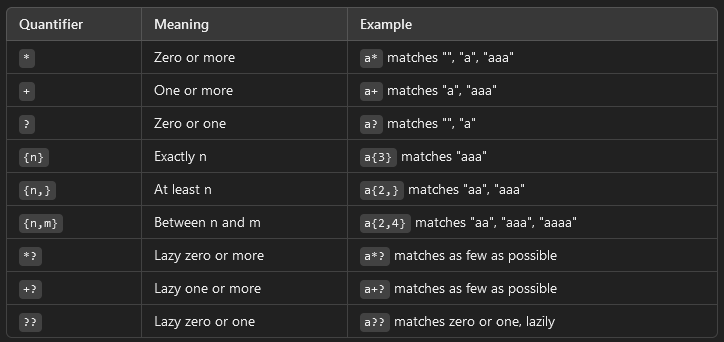 Quantifier Meaning Example
* Zero or more a* matches "", "a", "aaa"
+ One or more a+ matches "a", "aaa"
? Zero or one a? matches "", "a"
{n} Exactly n a{3} matches "aaa"
{n,} At least n a{2,} matches "aa", "aaa"
{n,m} Between n and m a{2,4} matches "aa", "aaa", "aaaa"
*? Lazy zero or more a*? matches as few as possible
+? Lazy one or more a+? matches as few as possible
?? Lazy zero or one a?? matches zero or one, lazily